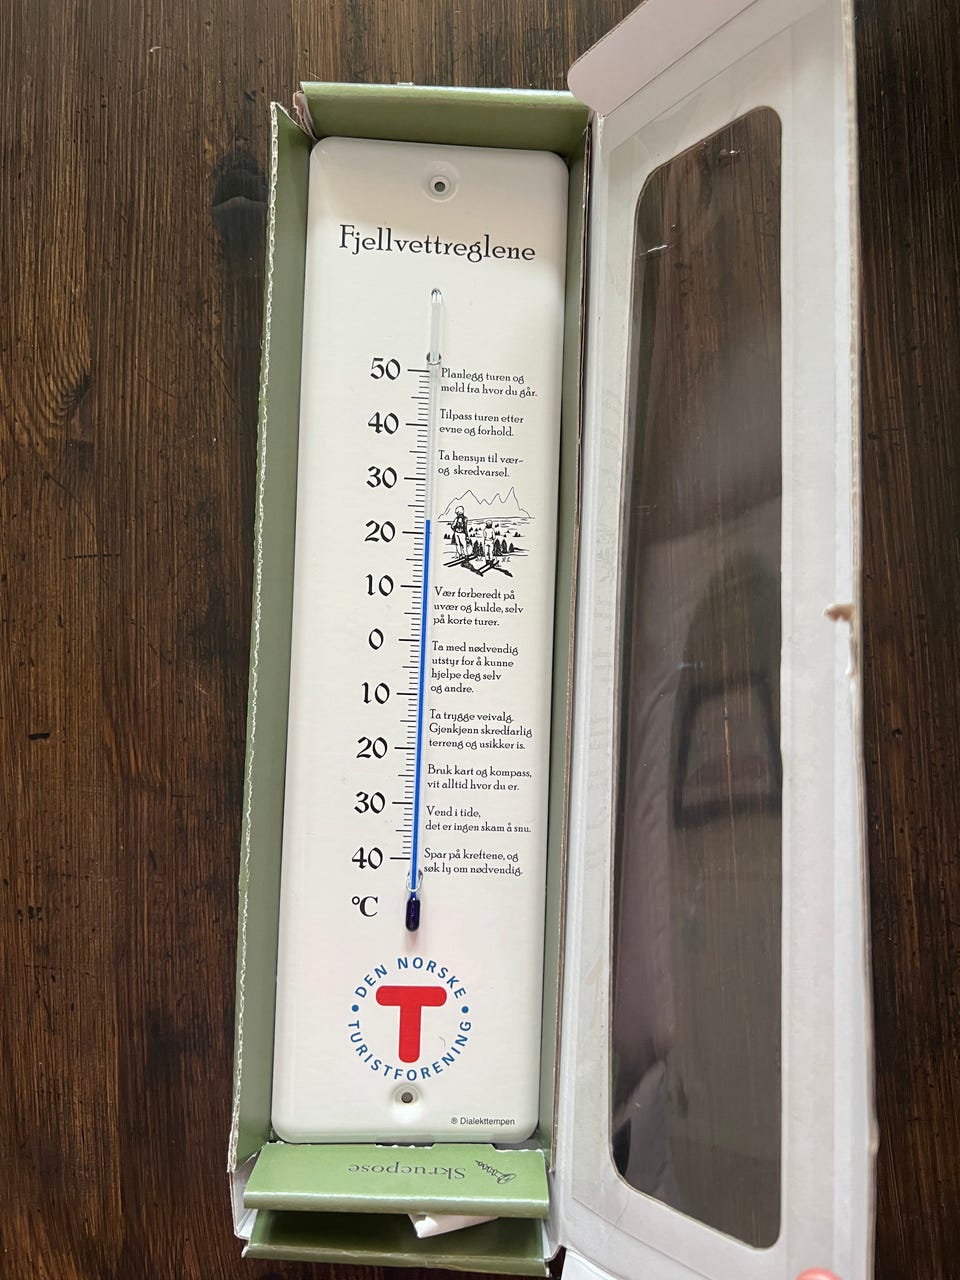 Fjellvettreglene
50
Planlegg turen og
meld fra hvor du går.
40
Tilpass turen etter
evne og forhold.
Ta hensyn til vær-
og skredvarsel.
30
20
10
Vær forberedt på
uvær og kulde, selv
på korte turer.
0
Ta med nødvendig
utstyr for å kunne
hjelpe deg selv
og andre.
10
Ta trygge veivalg.
Gjenkjenn skredfarlig
terreng og usikker is.
20
Bruk kart og kompass,
vit alltid hvor du er.
30
Vend i tide,
det er ingen skam å snu.
40
Spar på kreftene, og
søk ly om nødvendig.
°C
DEN NORSKE
T
TURISTFORENING
® Dialekttempen
Skruepose